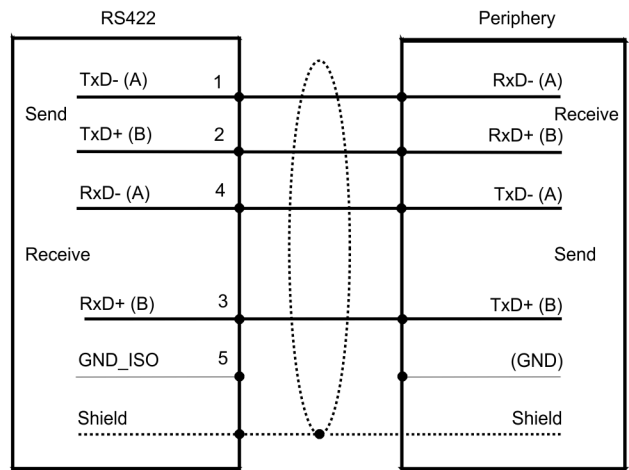 RS422 Periphery
TxD- (A) 1 RxD- (A)
Send Receive
TxD+ (B) 2 RxD+ (B)
RxD- (A) 4 TxD- (A)
Receive Send
RxD+ (B) 3 TxD+ (B)
GND_ISO 5 (GND)
Shield Shield